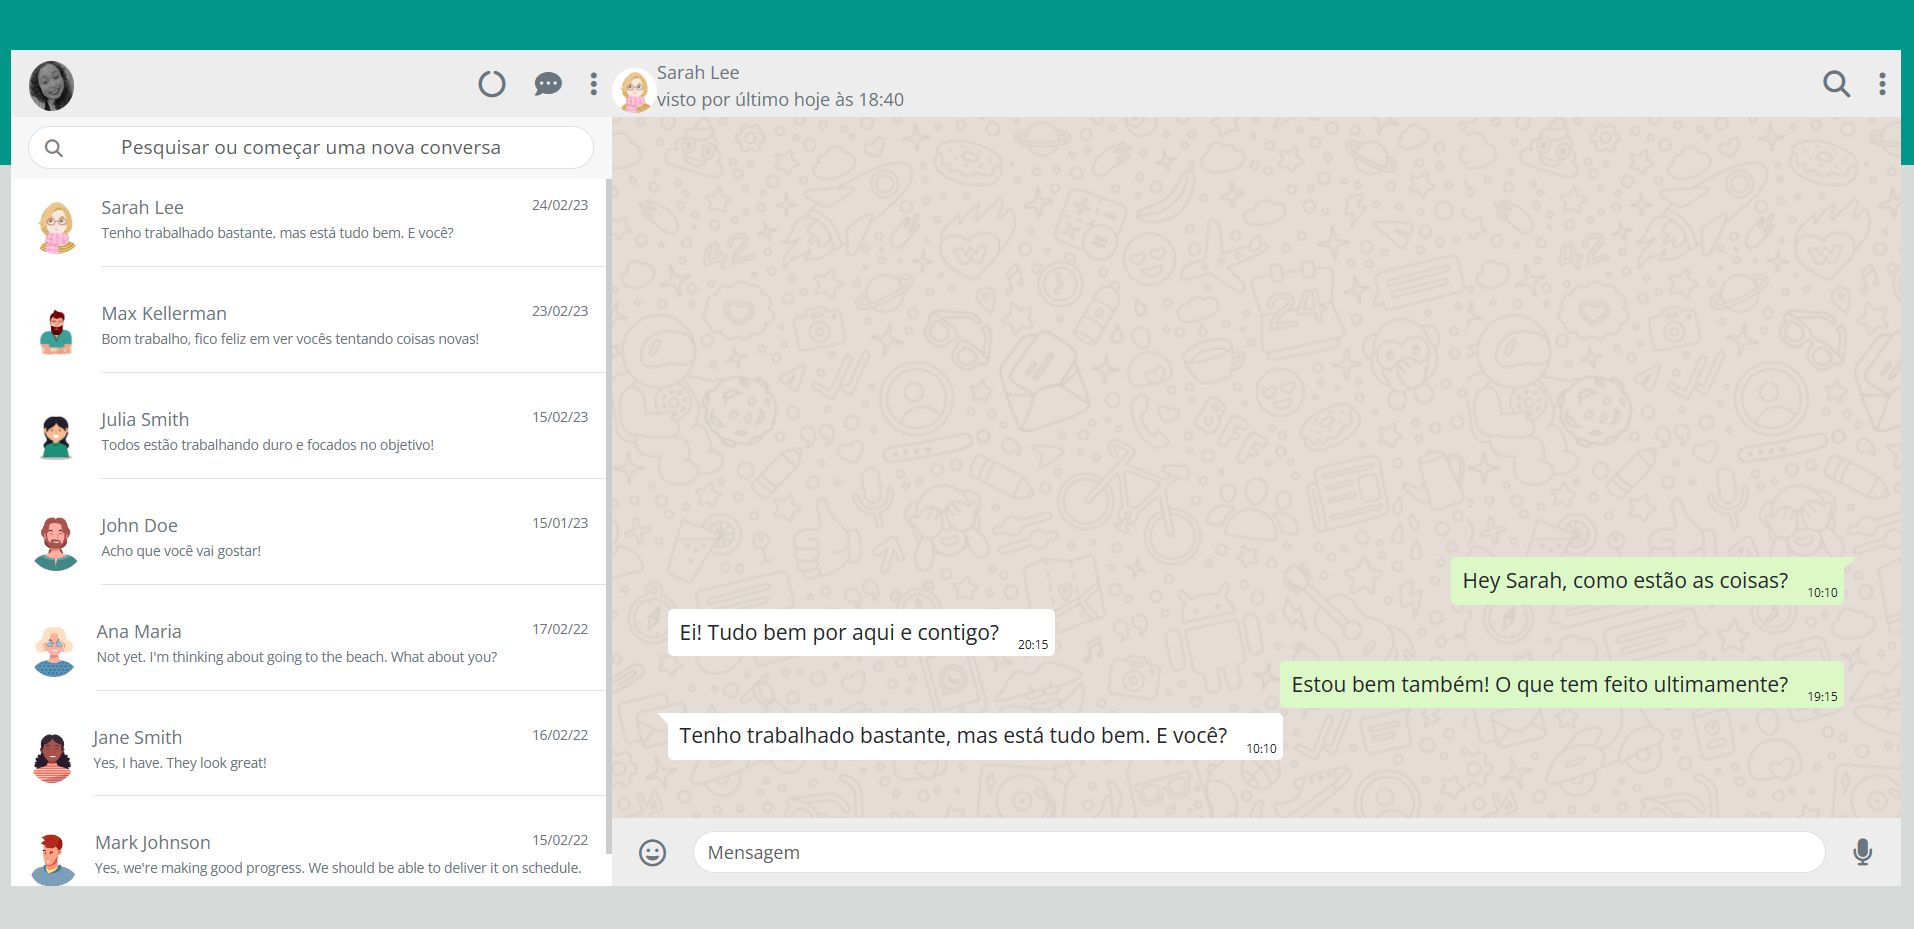 Pesquisar ou começar uma nova conversa
Sarah Lee
24/02/23
Tenho trabalhado bastante, mas está tudo bem. E você?
Max Kellerman
23/02/23
Bom trabalho, fico feliz em ver vocês tentando coisas novas!
Julia Smith
15/02/23
Todos estão trabalhando duro e focados no objetivo!
John Doe
15/01/23
Acho que você vai gostar!
Ana Maria
17/02/22
Not yet. I'm thinking about going to the beach. What about you?
Jane Smith
16/02/22
Yes, I have. They look great!
Mark Johnson
15/02/22
Yes, we're making good progress. We should be able to deliver it on schedule.
Sarah Lee
visto por último hoje às 18:40
Hey Sarah, como estão as coisas?
10:10
Ei! Tudo bem por aqui e contigo?
20:15
Estou bem também! O que tem feito ultimamente?
19:15
Tenho trabalhado bastante, mas está tudo bem. E você?
10:10
Mensagem